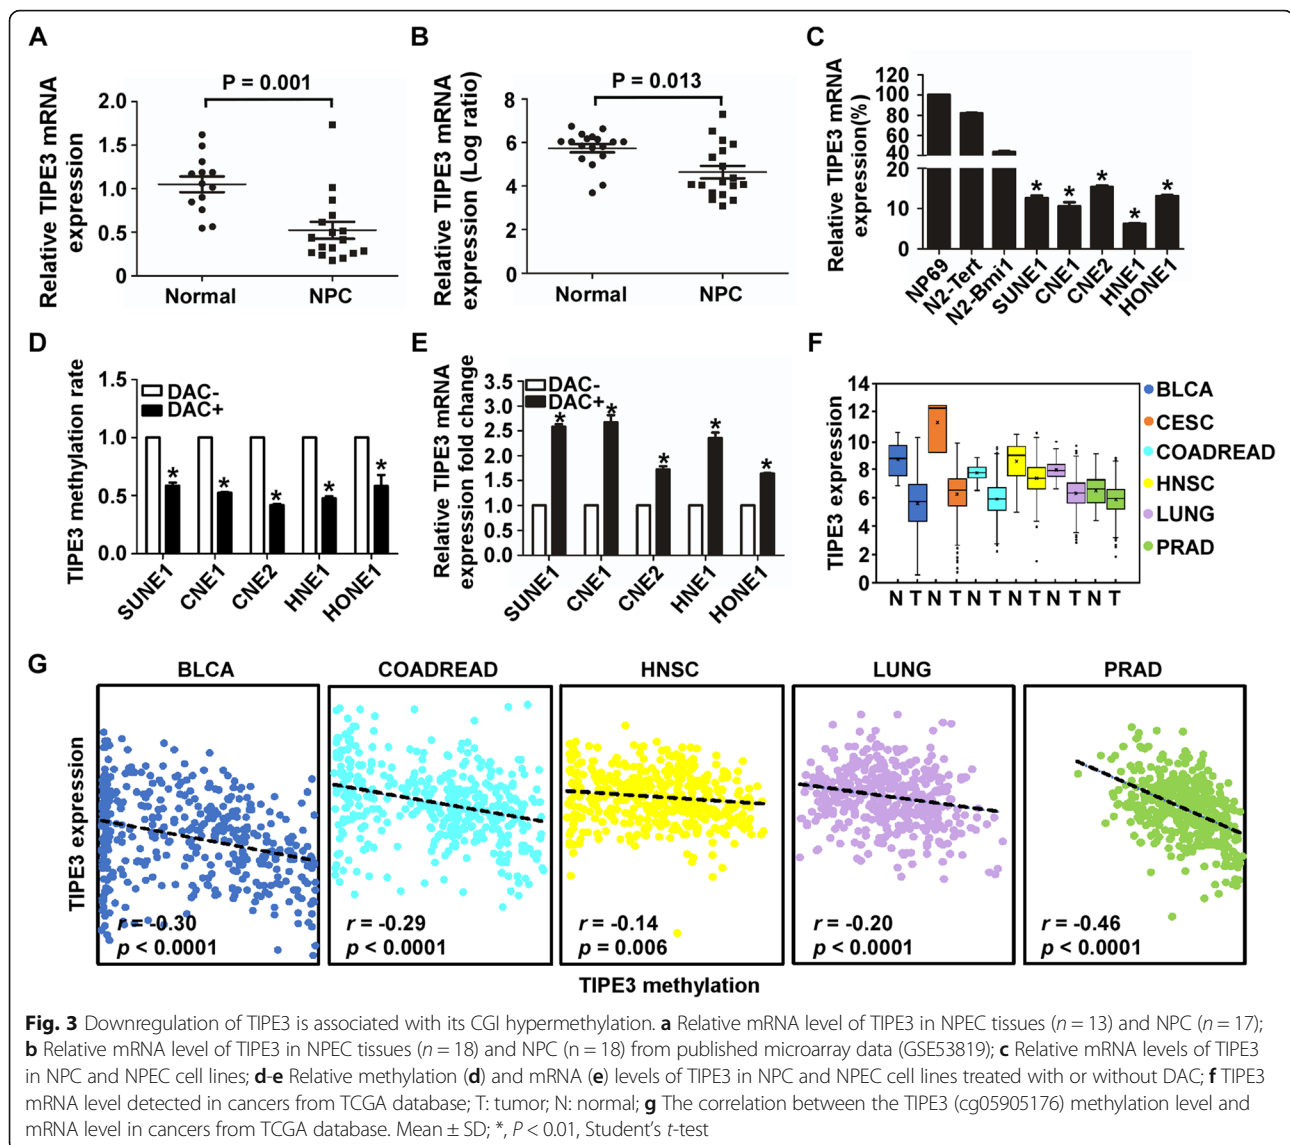 A
P = 0.001
Relative TIPE3 mRNA
expression
2.0
1.5
1.0
0.5
0
Normal
NPC
B
P = 0.013
Relative TIPE3 mRNA
expression (Log ratio)
8
6
4
2
0
Normal
NPC
C
Relative TIPE3 mRNA
expression(%)
120
100
80
60
40
20
10
0
*
*
*
*
*
NP69
N2-Tert
N2-Bmi1
SUNE1
CNE1
CNE2
HNE1
HONE1
D
TIPE3 methylation rate
1.5
1.0
0.5
0.0
DAC-
DAC+
*
*
*
*
*
SUNE1
CNE1
CNE2
HNE1
HONE1
E
Relative TIPE3 mRNA
expression fold change
3.5
3.0
2.5
2.0
1.5
1.0
0.5
0.0
DAC-
DAC+
*
*
*
*
*
SUNE1
CNE1
CNE2
HNE1
HONE1
F
TIPE3 expression
14
12
10
8
6
4
2
0
N T N T N T N T N T N T
BLCA
CESC
COADREAD
HNSC
LUNG
PRAD
G
BLCA
COADREAD
HNSC
LUNG
PRAD
TIPE3 expression
r = -0.30
p < 0.0001
r = -0.29
p < 0.0001
r = -0.14
p = 0.006
r = -0.20
p < 0.0001
r = -0.46
p < 0.0001
TIPE3 methylation
Fig. 3 Downregulation of TIPE3 is associated with its CGI hypermethylation. a Relative mRNA level of TIPE3 in NPEC tissues (n = 13) and NPC (n = 17);
b Relative mRNA level of TIPE3 in NPEC tissues (n = 18) and NPC (n = 18) from published microarray data (GSE53819); c Relative mRNA levels of TIPE3
in NPC and NPEC cell lines; d-e Relative methylation (d) and mRNA (e) levels of TIPE3 in NPC and NPEC cell lines treated with or without DAC; f TIPE3
mRNA level detected in cancers from TCGA database; T: tumor; N: normal; g The correlation between the TIPE3 (cg05905176) methylation level and
mRNA level in cancers from TCGA database. Mean ± SD; *, P < 0.01, Student's t-test